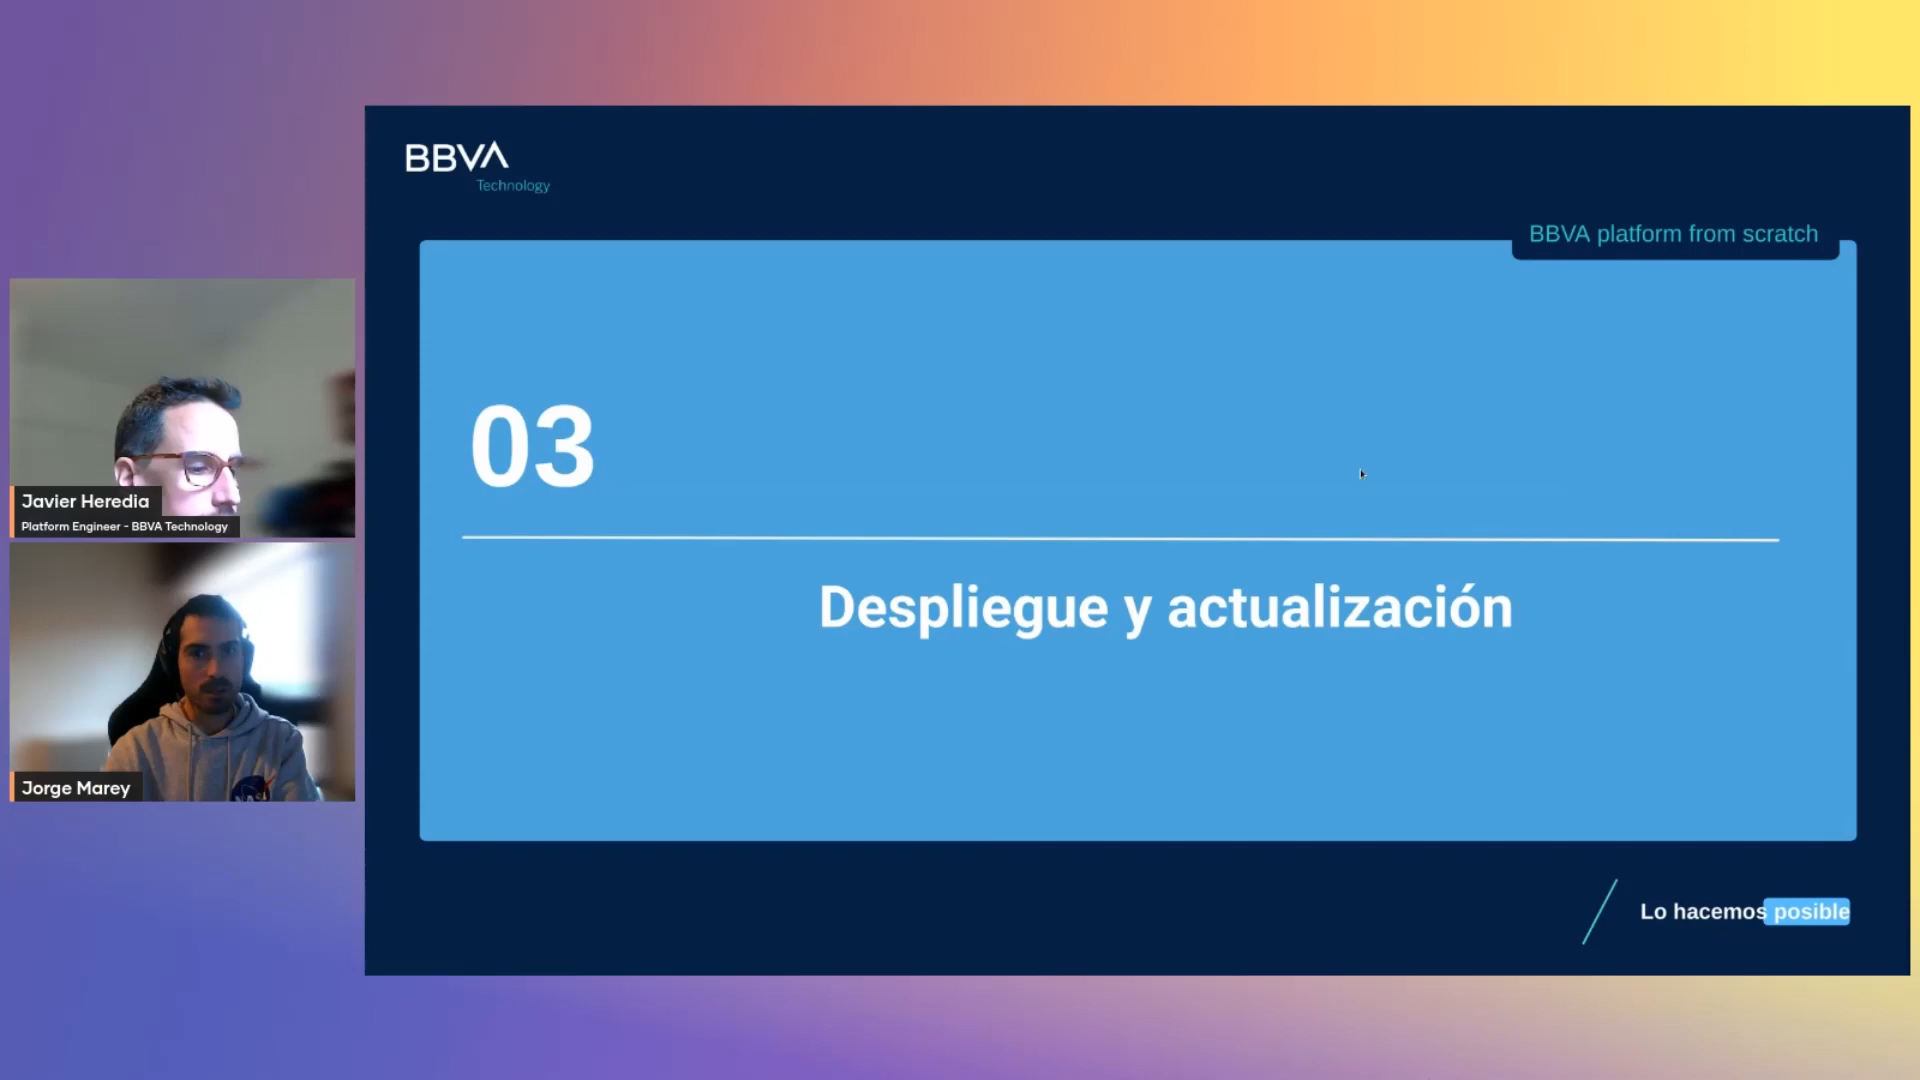 BBVA
Technology
BBVA platform from scratch
03
Despliegue y actualización
Javier Heredia
Platform Engineer - BBVA Technology
Jorge Marey
Lo hacemos posible